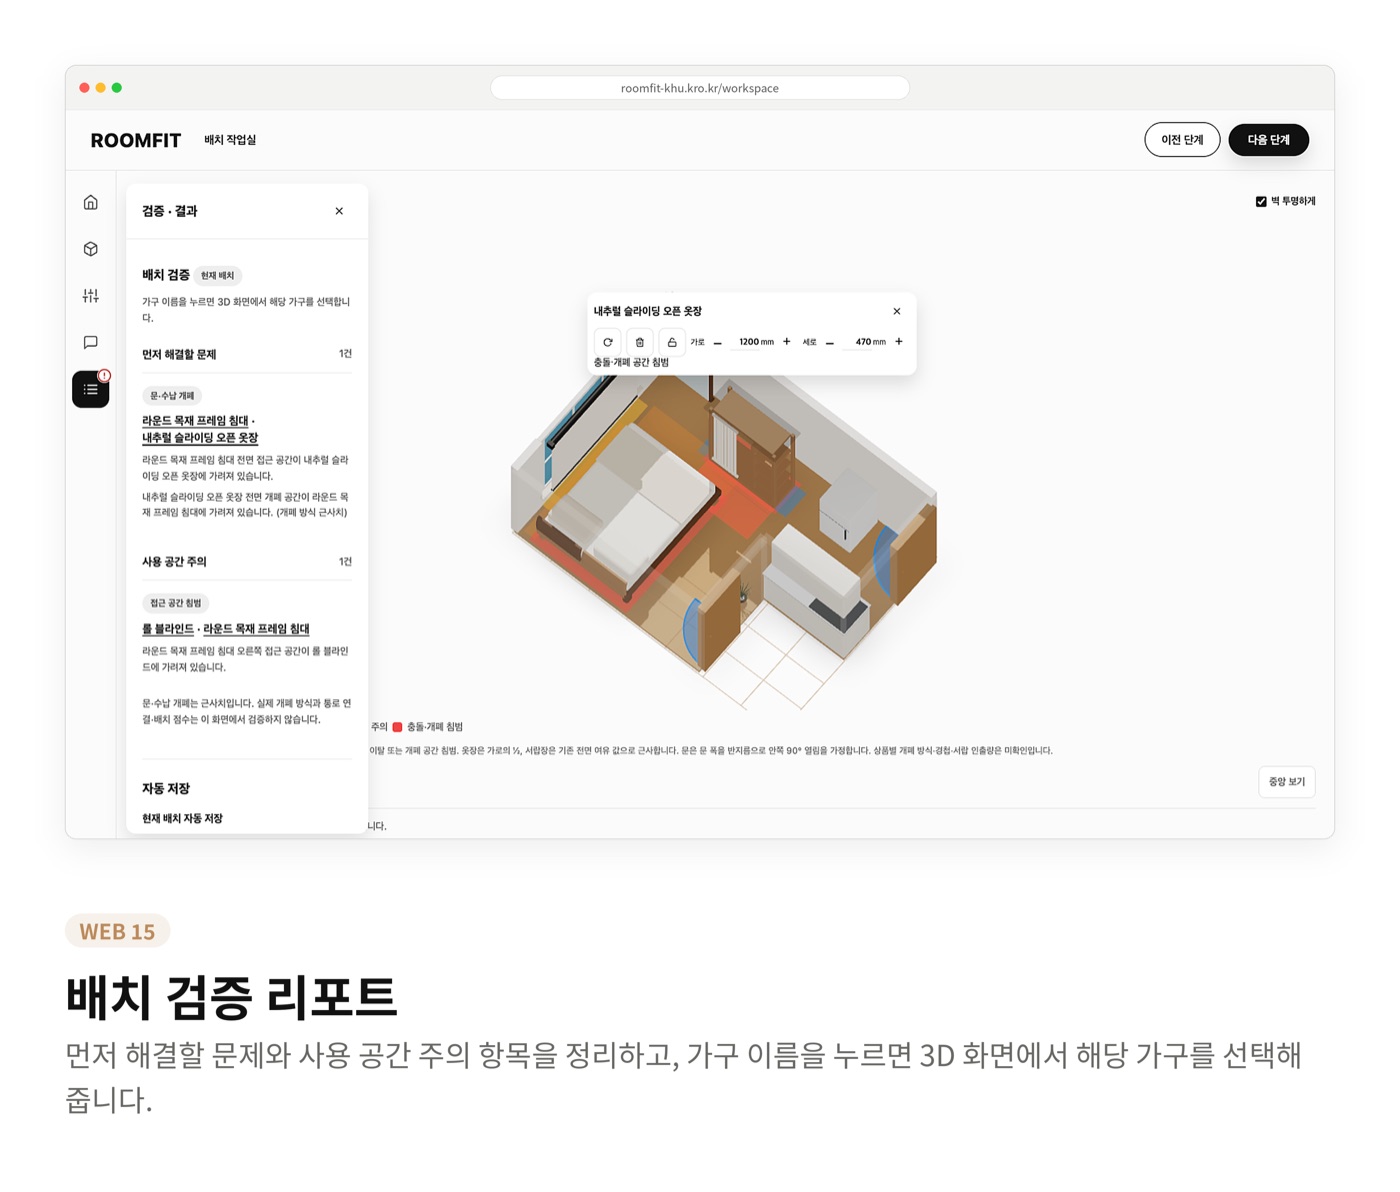 roomfit-khu.kro.kr/workspace
ROOMFIT
배치 작업실
이전 단계
다음 단계
검증 · 결과
벽 투명하게
배치 검증 현재 배치
가구 이름을 누르면 3D 화면에서 해당 가구를 선택합니
다.
먼저 해결할 문제 1건
문·수납 개폐
라운드 목재 프레임 침대 ·
내추럴 슬라이딩 오픈 옷장
라운드 목재 프레임 침대 전면 접근 공간이 내추럴 슬라
이딩 오픈 옷장에 가려져 있습니다.
내추럴 슬라이딩 오픈 옷장 전면 개폐 공간이 라운드 목
재 프레임 침대에 가려져 있습니다. (개폐 방식 근사치)
사용 공간 주의 1건
접근 공간 침범
롤 블라인드 · 라운드 목재 프레임 침대
라운드 목재 프레임 침대 오른쪽 접근 공간이 롤 블라인
드에 가려져 있습니다.
문·수납 개폐는 근사치입니다. 실제 개폐 방식과 통로 연
결·배치 점수는 이 화면에서 검증하지 않습니다.
자동 저장
현재 배치 자동 저장
내추럴 슬라이딩 오픈 옷장
가로 1200 mm 세로 470 mm
충돌·개폐 공간 침범
주의 충돌·개폐 침범
이탈 또는 개폐 공간 침범. 옷장은 가로의 ½, 서랍장은 기존 전면 여유 값으로 근사합니다. 문은 문 폭을 반지름으로 안쪽 90° 열림을 가정합니다. 상품별 개폐 방식·경첩·서랍 인출량은 미확인입니다.
중앙 보기
니다.
WEB 15
배치 검증 리포트
먼저 해결할 문제와 사용 공간 주의 항목을 정리하고, 가구 이름을 누르면 3D 화면에서 해당 가구를 선택해
줍니다.